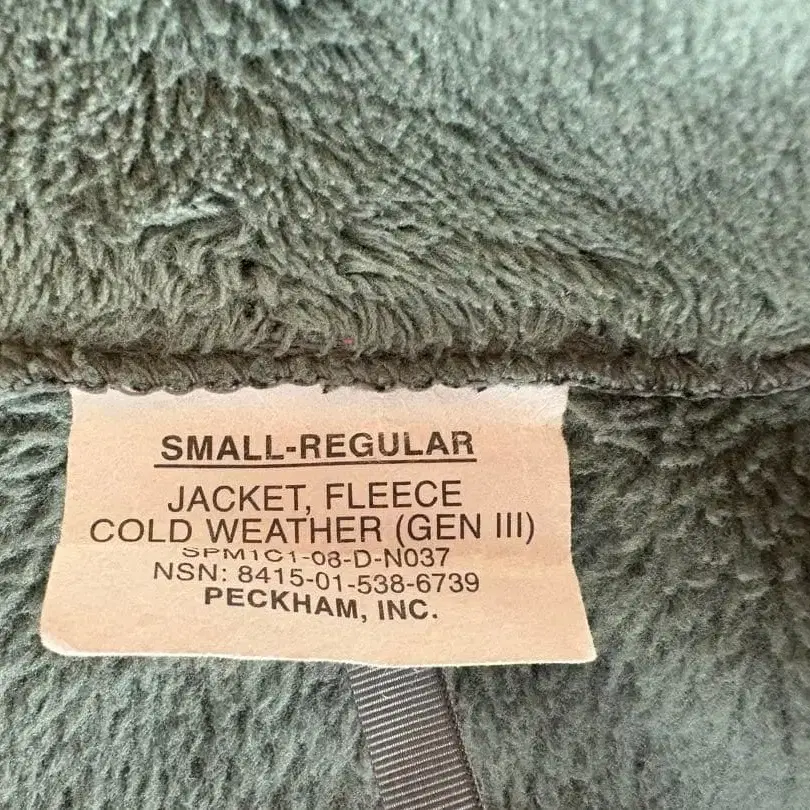 SMALL-REGULAR
JACKET, FLEECE
COLD WEATHER (GEN III)
SPM1C1-08-D-N037
NSN: 8415-01-538-6739
PECKHAM, INC.